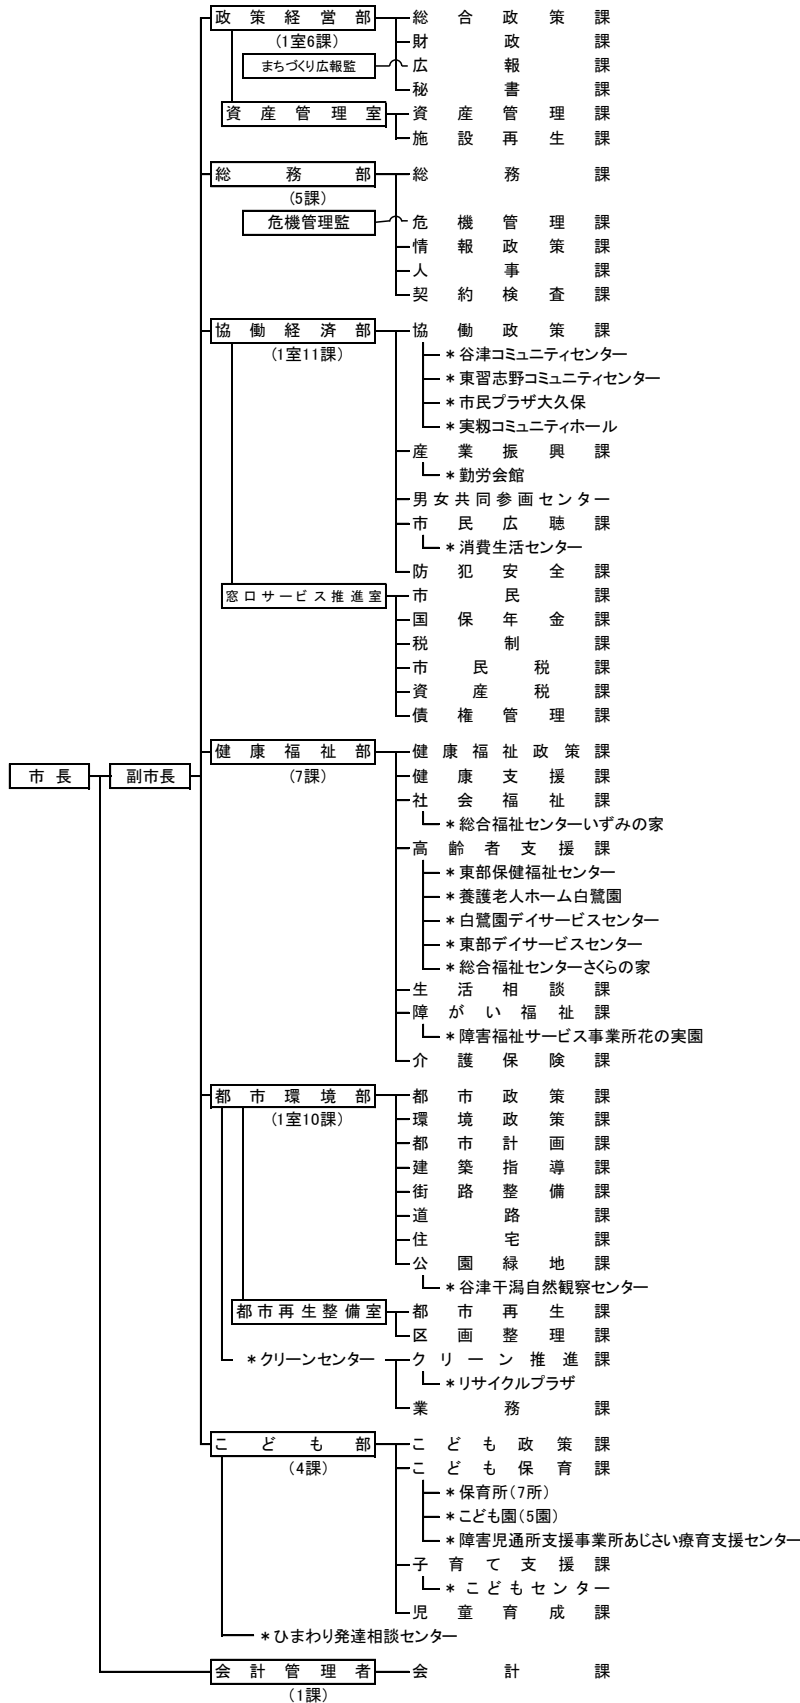 政策経営部 総合政策課
(1室6課) 財政課
まちづくり広報監 広報課
秘書課
資産管理室 資産管理課
施設再生課
総務部 総務課
(5課)
危機管理監 危機管理課
情報政策課
人事課
契約検査課
協働経済部 協働政策課
(1室11課) *谷津コミュニティセンター
*東習志野コミュニティセンター
*市民プラザ大久保
*実籾コミュニティホール
産業振興課
*勤労会館
男女共同参画センター
市民広聴課
*消費生活センター
防犯安全課
窓口サービス推進室 市民課
国保年金課
税制課
市民税課
資産税課
債権管理課
健康福祉部 健康福祉政策課
市長 副市長 (7課) 健康支援課
社会福祉課
*総合福祉センターいずみの家
高齢者支援課
*東部保健福祉センター
*養護老人ホーム白鷺園
*白鷺園デイサービスセンター
*東部デイサービスセンター
*総合福祉センターさくらの家
生活相談課
障がい福祉課
*障害福祉サービス事業所花の実園
介護保険課
都市環境部 都市政策課
(1室10課) 環境政策課
都市計画課
建築指導課
街路整備課
道路課
住宅課
公園緑地課
*谷津干潟自然観察センター
都市再生整備室 都市再生課
区画整理課
*クリーンセンター クリーン推進課
*リサイクルプラザ
業務課
こども部 こども政策課
(4課) こども保育課
*保育所(7所)
*こども園(5園)
*障害児通所支援事業所あじさい療育支援センター
子育て支援課
*こどもセンター
児童育成課
*ひまわり発達相談センター
会計管理者 会計課
(1課)